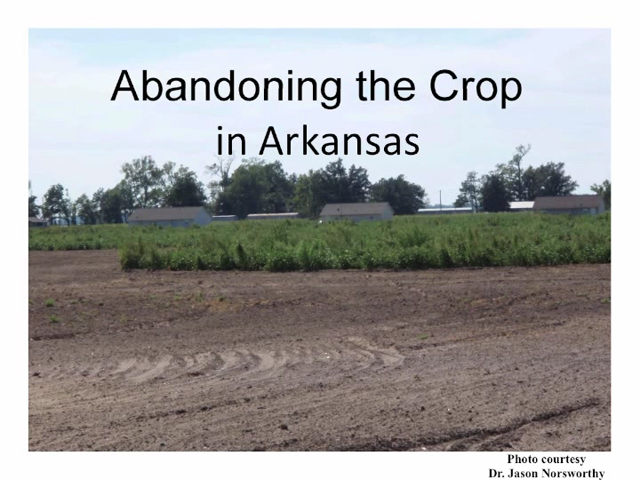 Abandoning the Crop
in Arkansas
Photo courtesy
Dr. Jason Norsworthy